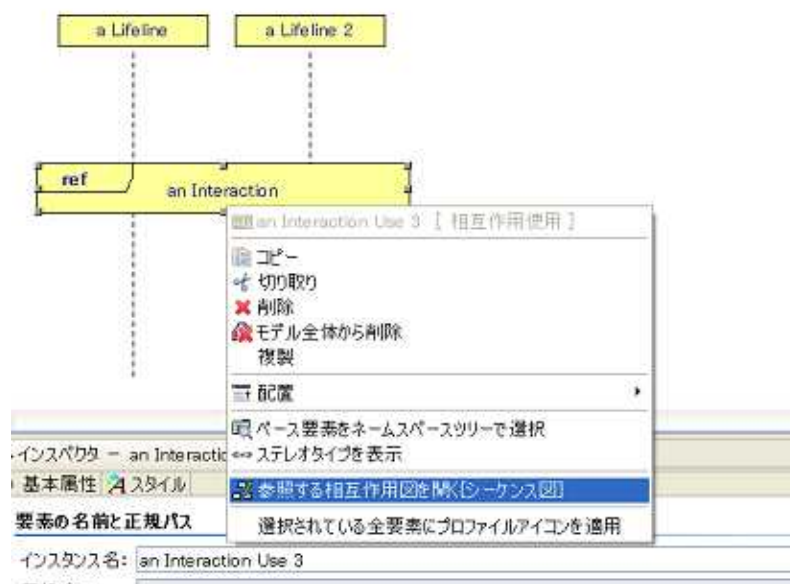 a Lifeline
a Lifeline 2
ref
an Interaction
an Interaction Use 3 [ 相互作用使用 ]
コピー
切り取り
削除
モデル全体から削除
複製
配置
ベース要素をネームスペースツリーで選択
ステレオタイプを表示
参照する相互作用図を開く[シーケンス図]
選択されている全要素にプロファイルアイコンを適用
インスペクタ - an Interactio
基本属性 スタイル
要素の名前と正規パス
インスタンス名: an Interaction Use 3